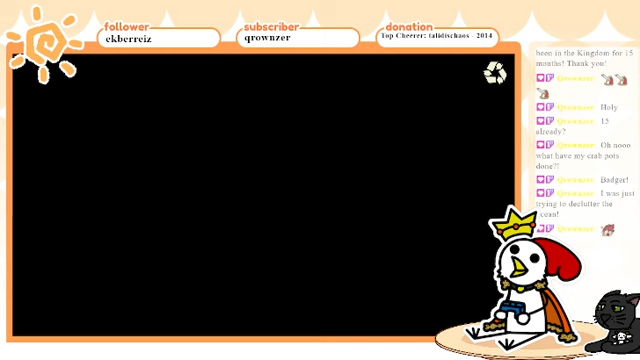 follower
ekberreiz
subscriber
qrownzer
donation
Top Cheerer: talidischaos - 2014
been in the Kingdom for 15
months! Thank you!
Qrownzer:
Qrownzer: Holy
Qrownzer: 15
already?
Qrownzer: Oh nooo
what have my crab pots
done?!
Qrownzer: Badger!
Qrownzer: I was just
trying to declutter the
ocean!
Qrownzer: